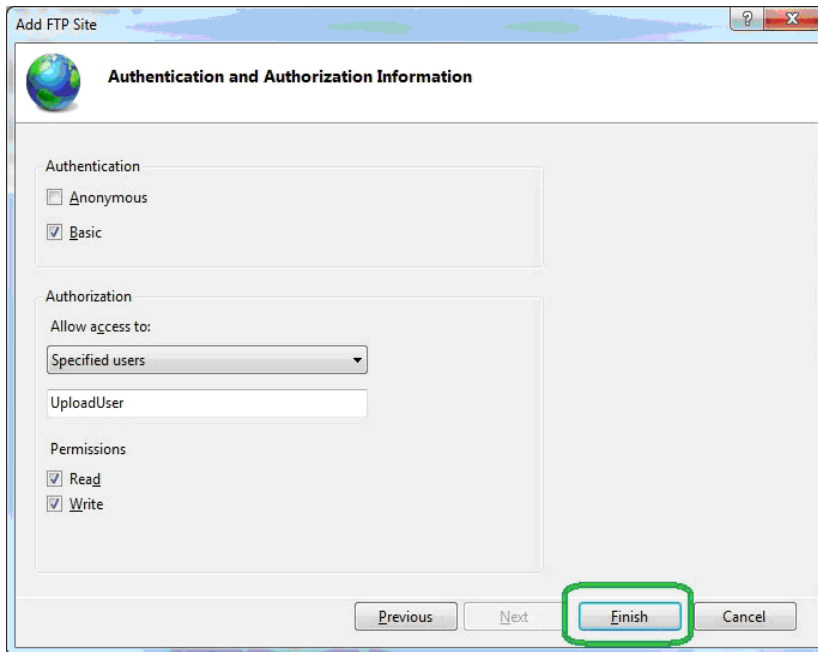 Add FTP Site
Authentication and Authorization Information
Authentication
Anonymous
Basic
Authorization
Allow access to:
Specified users
UploadUser
Permissions
Read
Write
Previous Next Finish Cancel